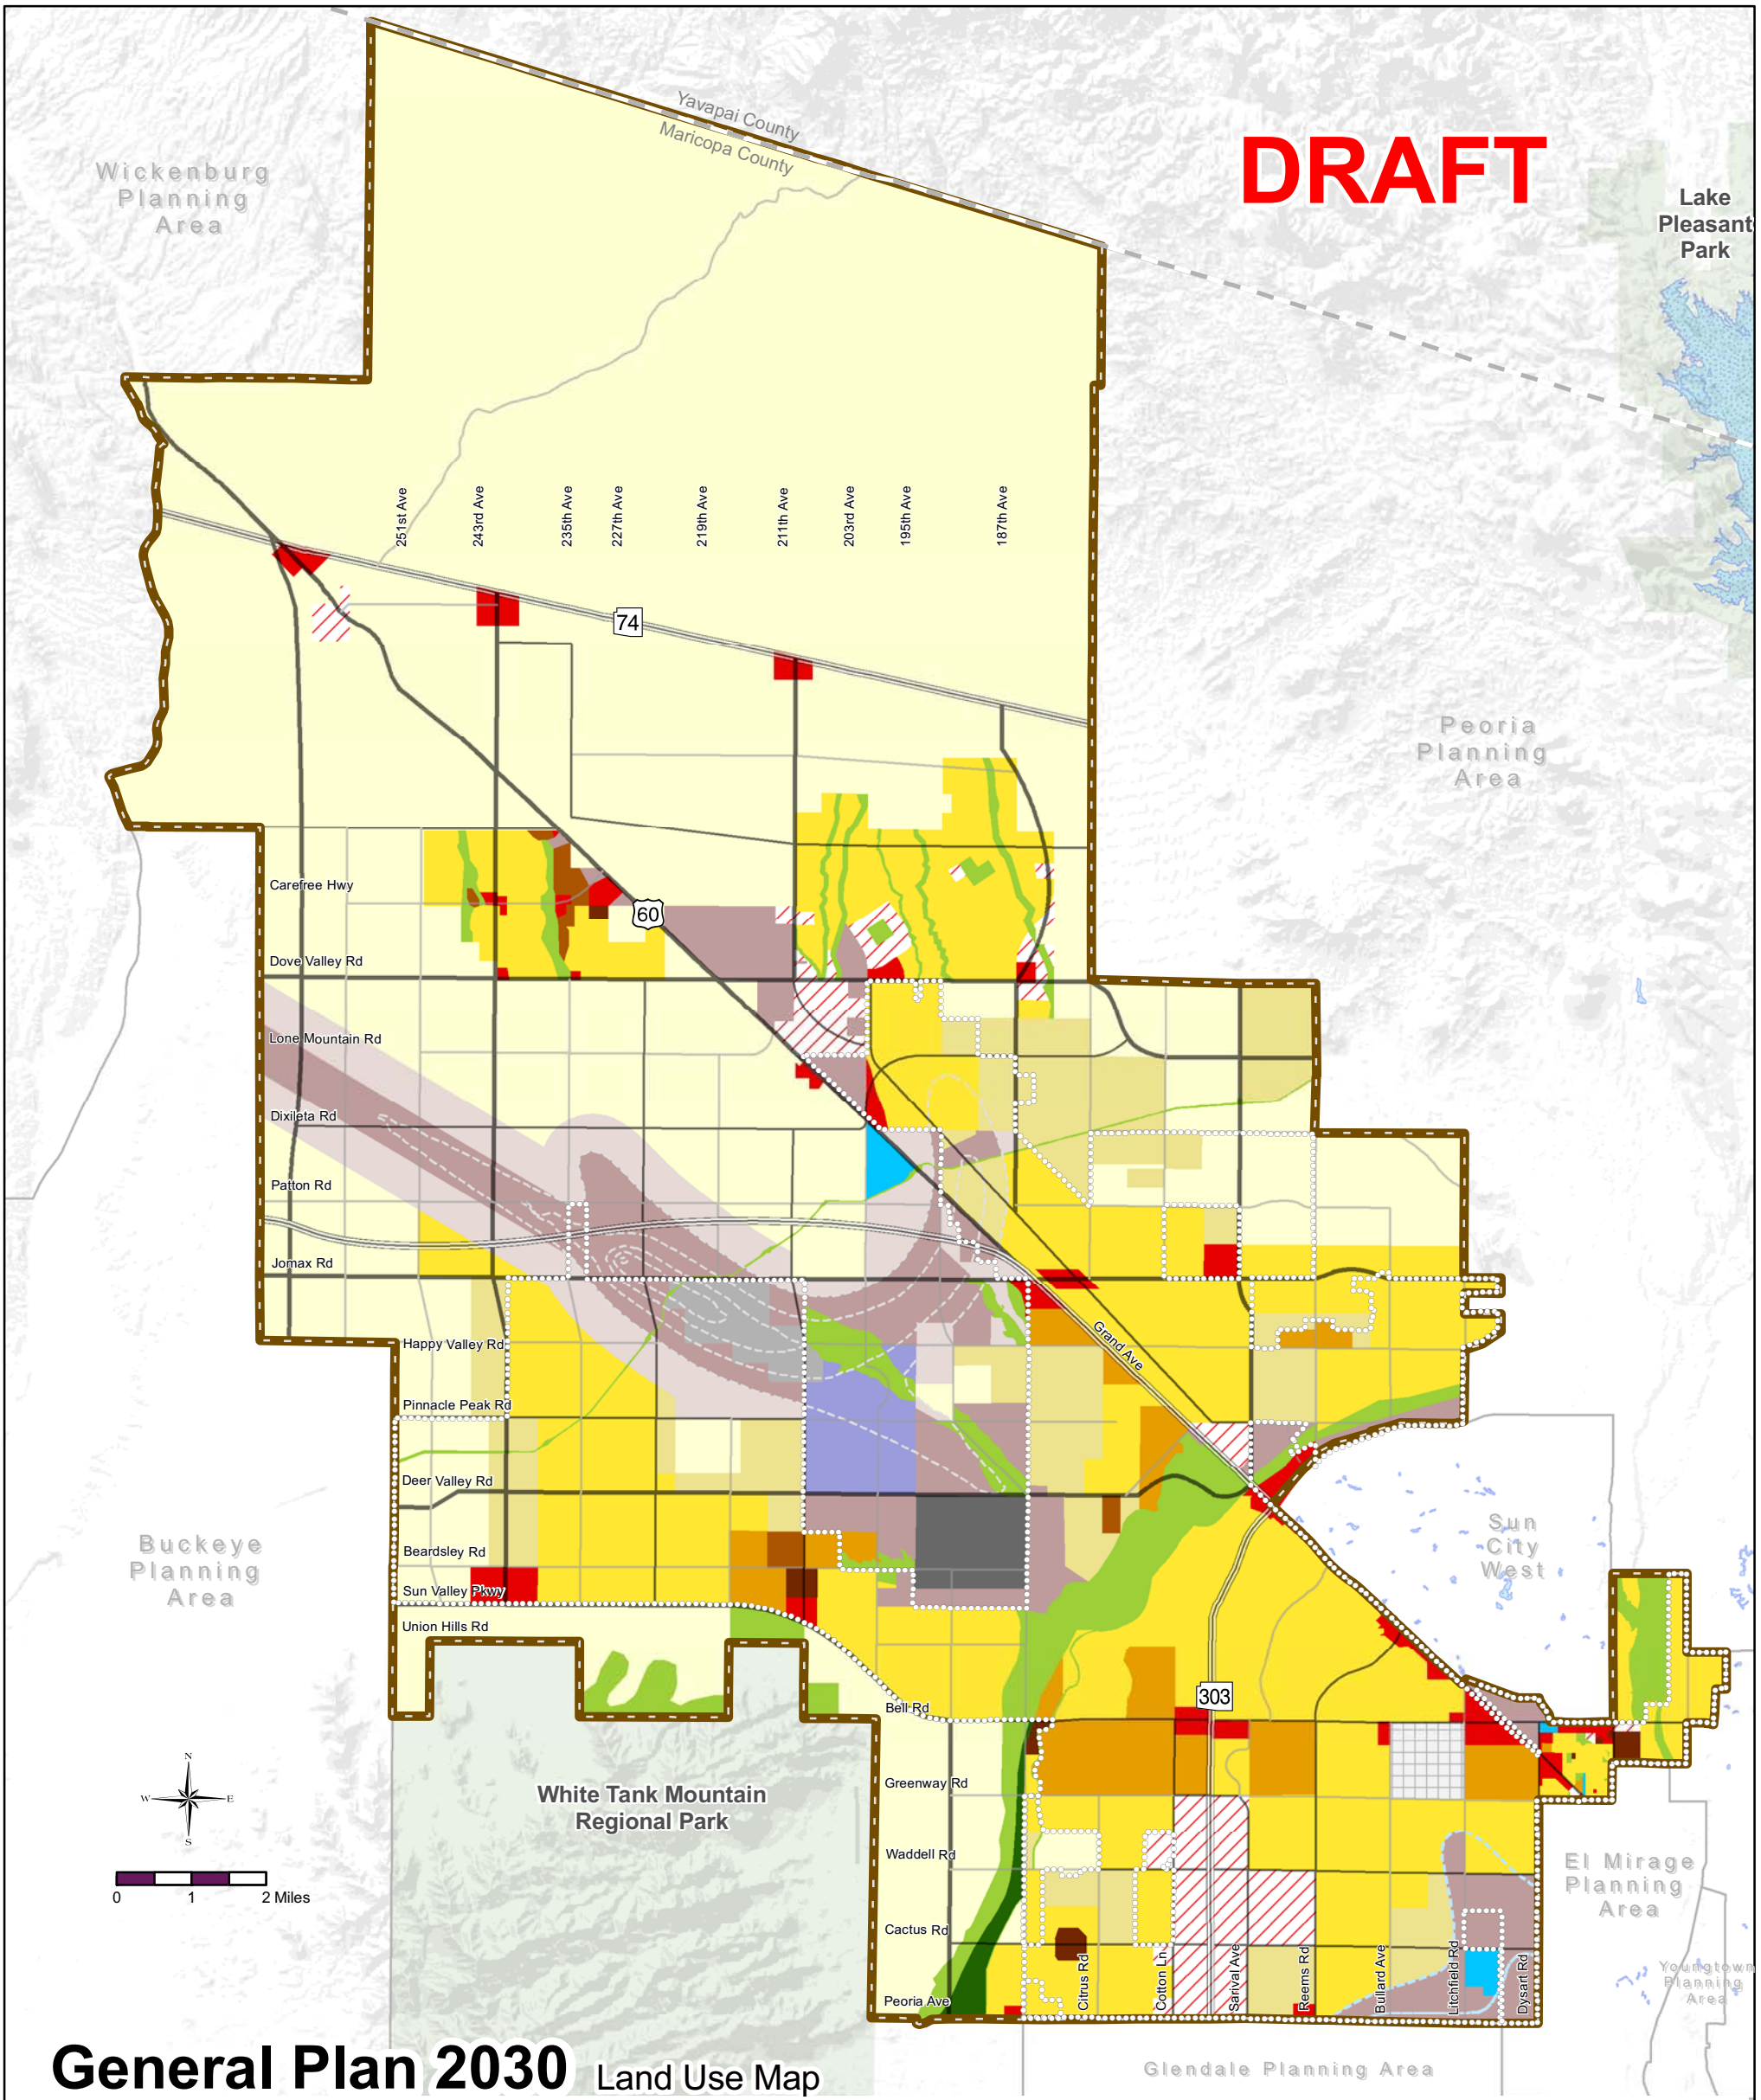 Yavapai County
Maricopa County
DRAFT
Wickenburg
Planning
Area
Lake
Pleasant
Park
251st Ave
243rd Ave
235th Ave
227th Ave
219th Ave
211th Ave
203rd Ave
195th Ave
187th Ave
74
Peoria
Planning
Area
Carefree Hwy
60
Dove Valley Rd
Lone Mountain Rd
Dixileta Rd
Patton Rd
Jomax Rd
Happy Valley Rd
Grand Ave
Pinnacle Peak Rd
Deer Valley Rd
Buckeye
Planning
Area
Sun
City
West
Beardsley Rd
Sun Valley Pkwy
Union Hills Rd
303
Bell Rd
N
W
E
S
White Tank Mountain
Regional Park
Greenway Rd
Waddell Rd
El Mirage
Planning
Area
0
1
2 Miles
Cactus Rd
Citrus Rd
Cotton Ln
Sarival Ave
Reems Rd
Bullard Ave
Litchfield Rd
Dysart Rd
Youngtown
Planning
Area
Peoria Ave
General Plan 2030 Land Use Map
Glendale Planning Area